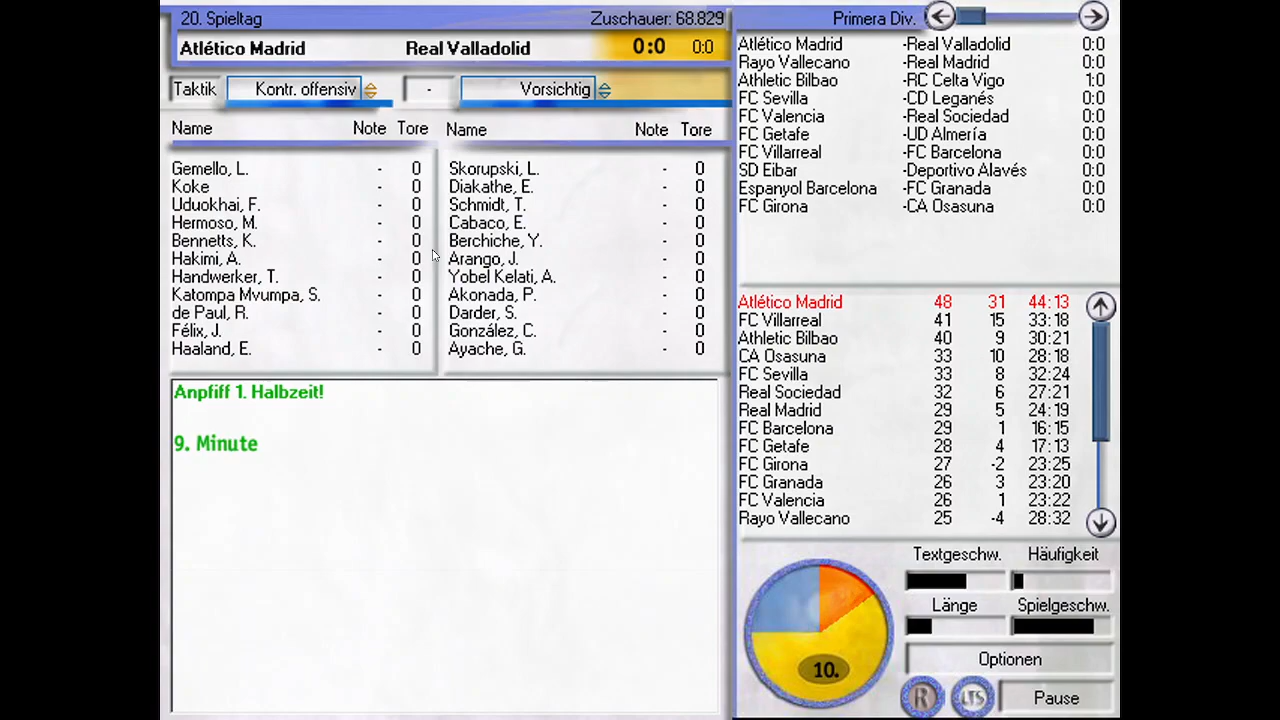 20. Spieltag Zuschauer: 68.829
Atlético Madrid Real Valladolid 0:0 0:0
Taktik Kontr. offensiv - Vorsichtig
Name Note Tore Name Note Tore
Gemello, L. - 0 Skorupski, L. - 0
Koke - 0 Diakathe, E. - 0
Uduokhai, F. - 0 Schmidt, T. - 0
Hermoso, M. - 0 Cabaco, E. - 0
Bennetts, K. - 0 Berchiche, Y. - 0
Hakimi, A. - 0 Arango, J. - 0
Handwerker, T. - 0 Yobel Kelati, A. - 0
Katompa Mvumpa, S. - 0 Akonada, P. - 0
de Paul, R. - 0 Darder, S. - 0
Félix, J. - 0 González, C. - 0
Haaland, E. - 0 Ayache, G. - 0
Anpfiff 1. Halbzeit!
9. Minute
Primera Div.
Atlético Madrid -Real Valladolid 0:0
Rayo Vallecano -Real Madrid 0:0
Athletic Bilbao -RC Celta Vigo 1:0
FC Sevilla -CD Leganés 0:0
FC Valencia -Real Sociedad 0:0
FC Getafe -UD Almería 0:0
FC Villarreal -FC Barcelona 0:0
SD Eibar -Deportivo Alavés 0:0
Espanyol Barcelona -FC Granada 0:0
FC Girona -CA Osasuna 0:0
Atlético Madrid 48 31 44:13
FC Villarreal 41 15 33:18
Athletic Bilbao 40 9 30:21
CA Osasuna 33 10 28:18
FC Sevilla 33 8 32:24
Real Sociedad 32 6 27:21
Real Madrid 29 5 24:19
FC Barcelona 29 1 16:15
FC Getafe 28 4 17:13
FC Girona 27 -2 23:25
FC Granada 26 3 23:20
FC Valencia 26 1 23:22
Rayo Vallecano 25 -4 28:32
Textgeschw. Häufigkeit
Länge Spielgeschw.
10.
Optionen
R LTS Pause